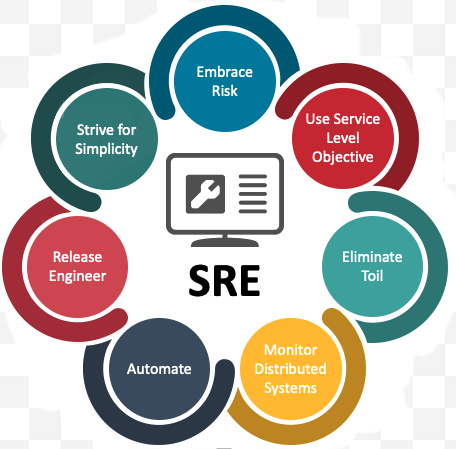 Embrace
Risk
Use Service
Level
Objective
Eliminate
Toil
Monitor
Distributed
Systems
Automate
Release
Engineer
Strive for
Simplicity
SRE